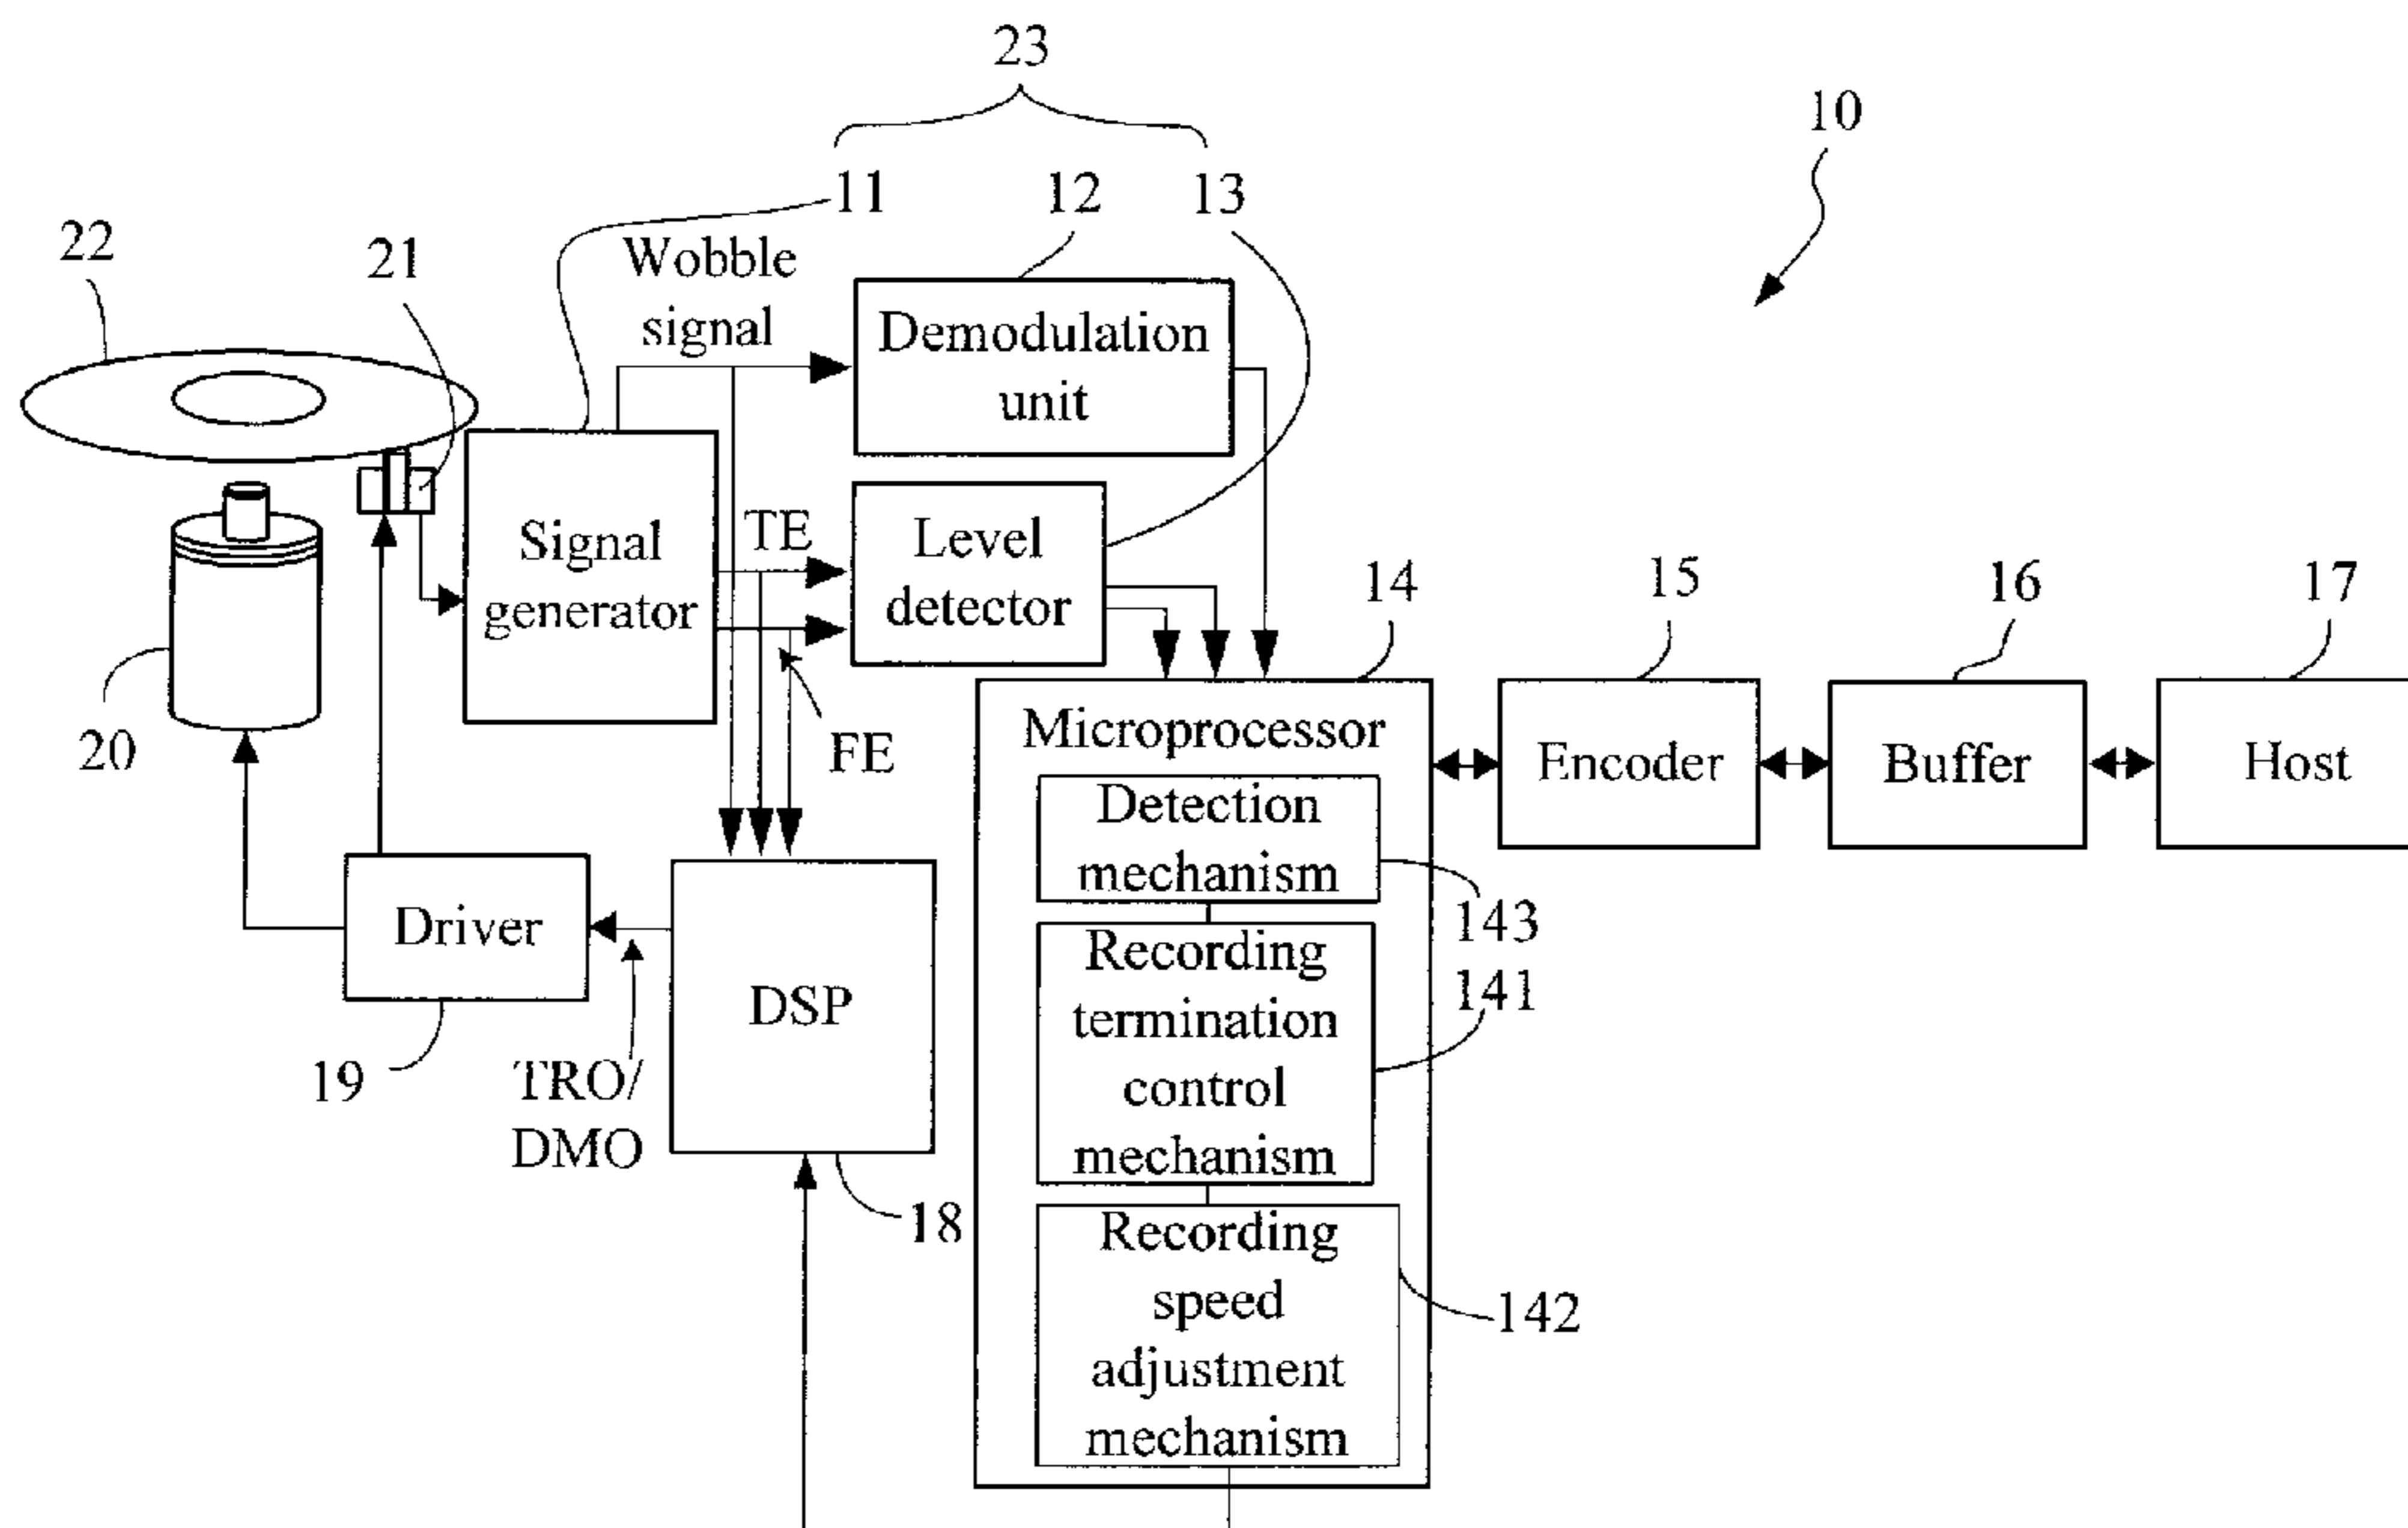 23
10
11
12
13
22
21
Wobble
signal
Demodulation
unit
Signal
generator
TE
Level
detector
14
15
16
17
20
FE
Microprocessor
Encoder
Buffer
Host
Detection
mechanism
143
Driver
DSP
Recording
termination
control
mechanism
141
19
TRO/
DMO
18
Recording
speed
adjustment
mechanism
142